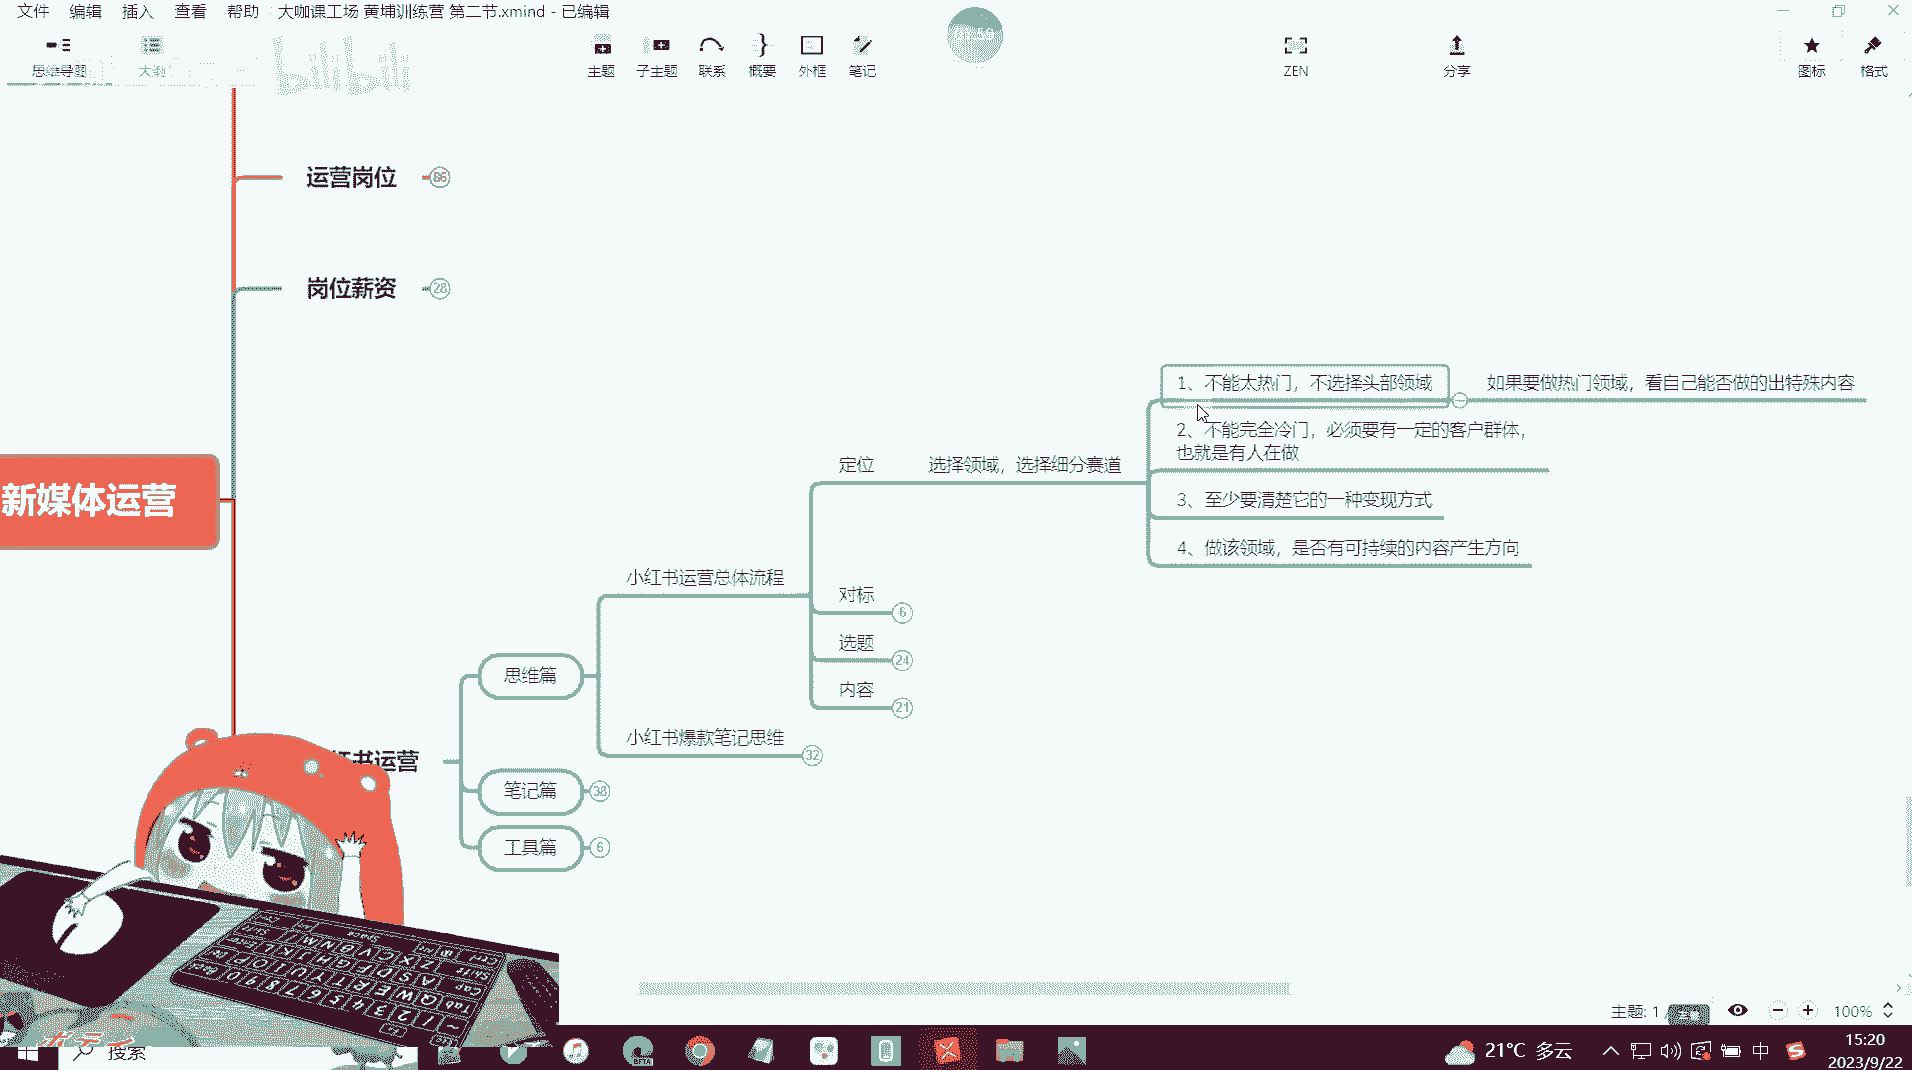 文件 编辑 插入 查看 帮助 大咖课工场 黄埔训练营 第二节.xmind - 已编辑
思维导图 大纲 主题 子主题 联系 概要 外框 笔记 ZEN 分享 图标 格式
bilibili
运营岗位 86
岗位薪资 28
新媒体运营
1、不能太热门，不选择头部领域
如果要做热门领域，看自己能否做的出特殊内容
2、不能完全冷门，必须要有一定的客户群体，
也就是有人在做
定位
选择领域，选择细分赛道
3、至少要清楚它的一种变现方式
4、做该领域，是否有可持续的内容产生方向
小红书运营总体流程
对标 6
选题 24
内容 21
思维篇
小红书爆款笔记思维 32
书运营
笔记篇 38
工具篇 6
主题: 1 /
100%
搜索
BETA
21°C 多云
中
15:20
2023/9/22